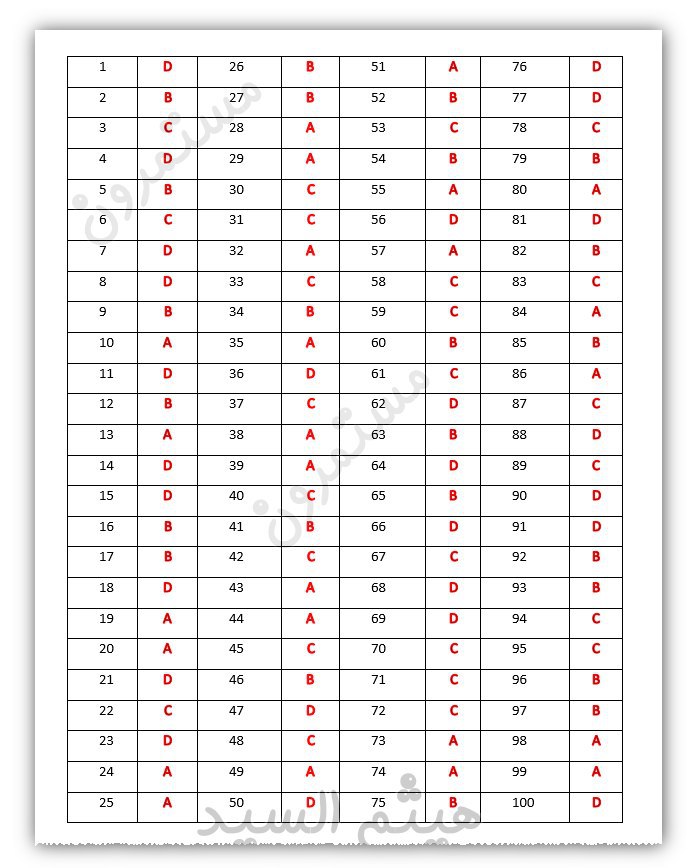 1 D 26 B 51 A 76 D
2 B 27 B 52 B 77 D
3 C 28 A 53 C 78 C
4 D 29 A 54 B 79 B
5 B 30 C 55 A 80 A
6 C 31 C 56 D 81 D
7 D 32 A 57 A 82 B
8 D 33 C 58 C 83 C
9 B 34 B 59 C 84 A
10 A 35 A 60 B 85 B
11 D 36 D 61 C 86 A
12 B 37 C 62 D 87 C
13 A 38 A 63 B 88 D
14 D 39 A 64 D 89 C
15 D 40 C 65 B 90 D
16 B 41 B 66 D 91 D
17 B 42 C 67 C 92 B
18 D 43 A 68 D 93 B
19 A 44 A 69 D 94 C
20 A 45 C 70 C 95 C
21 D 46 B 71 C 96 B
22 C 47 D 72 C 97 B
23 D 48 C 73 A 98 A
24 A 49 A 74 A 99 A
25 A 50 D 75 B 100 D
مستمرون
مستمرون
هيثم السيد